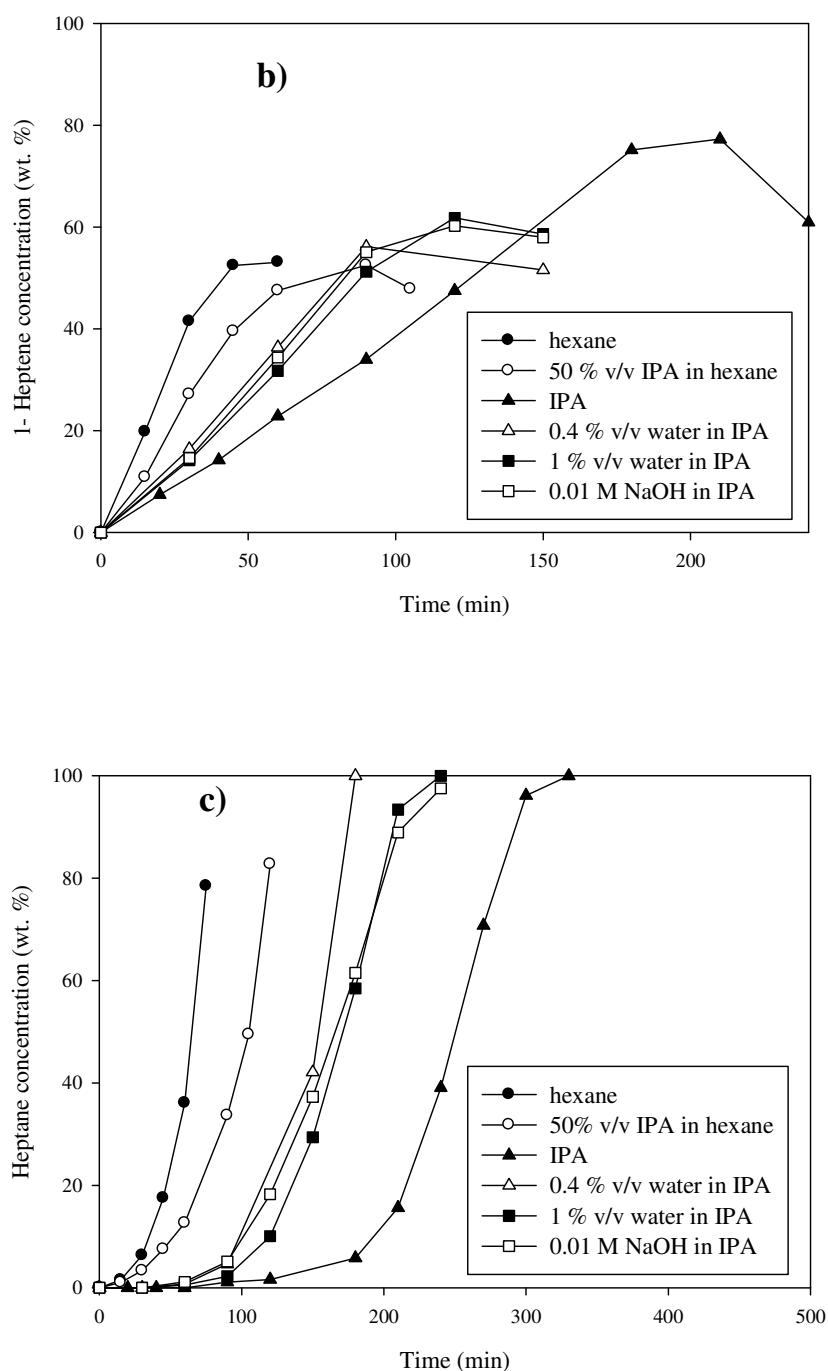 b)
1- Heptene concentration (wt. %)
100
80
60
40
20
0
0 50 100 150 200
Time (min)
hexane
50 % v/v IPA in hexane
IPA
0.4 % v/v water in IPA
1 % v/v water in IPA
0.01 M NaOH in IPA
c)
Heptane concentration (wt. %)
100
80
60
40
20
0
0 100 200 300 400 500
Time (min)
hexane
50% v/v IPA in hexane
IPA
0.4 % v/v water in IPA
1 % v/v water in IPA
0.01 M NaOH in IPA